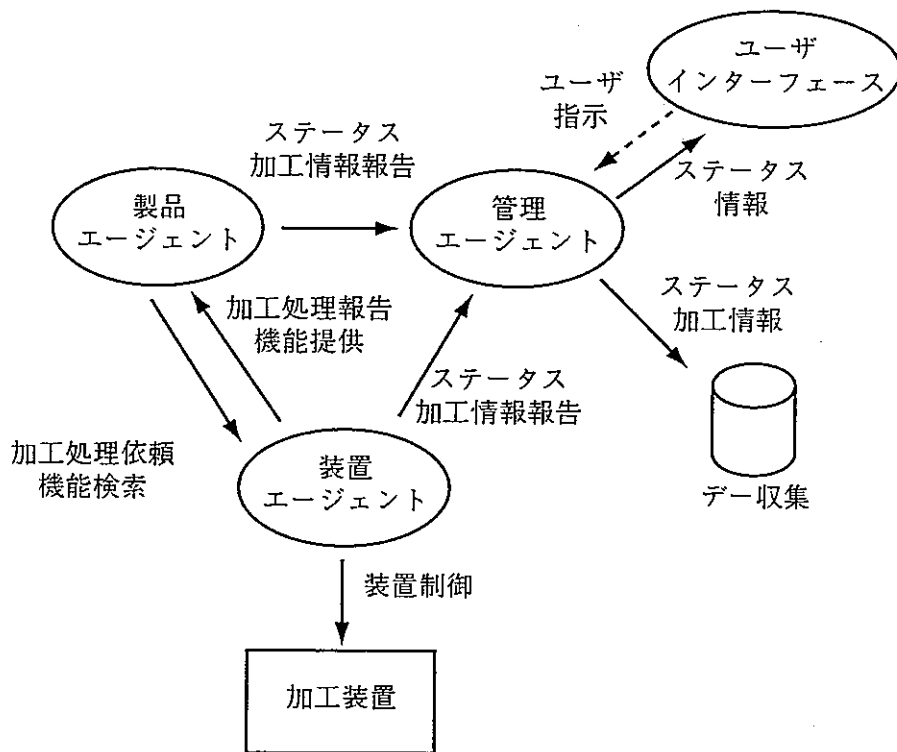 ユーザ
インターフェース
ユーザ
指示
ステータス
加工情報報告
ステータス
情報
製品
エージェント
管理
エージェント
加工処理報告
機能提供
ステータス
加工情報
ステータス
加工情報報告
加工処理依頼
機能検索
装置
エージェント
デー収集
装置制御
加工装置